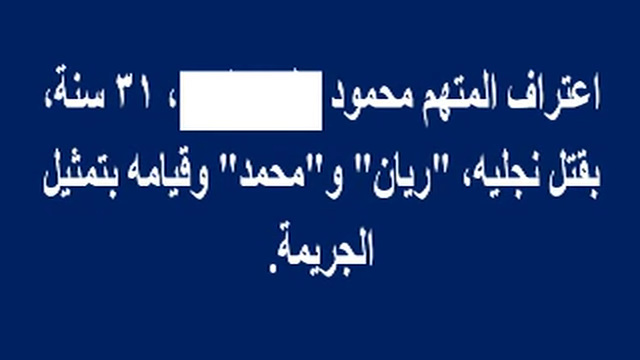 اعتراف المتهم محمود ، ٣١ سنة،
بقتل نجليه، "ريان" و"محمد" وقيامه بتمثيل
الجريمة.